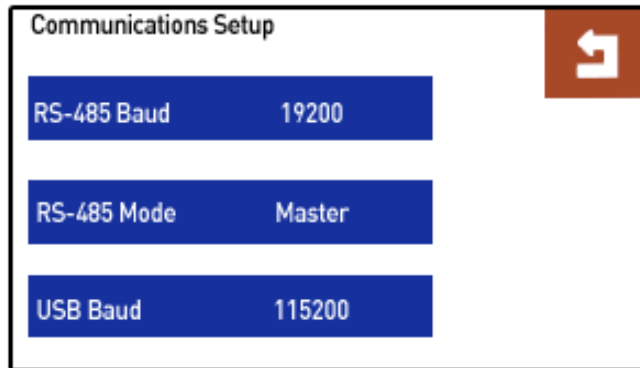 Communications Setup
RS-485 Baud 19200
RS-485 Mode Master
USB Baud 115200